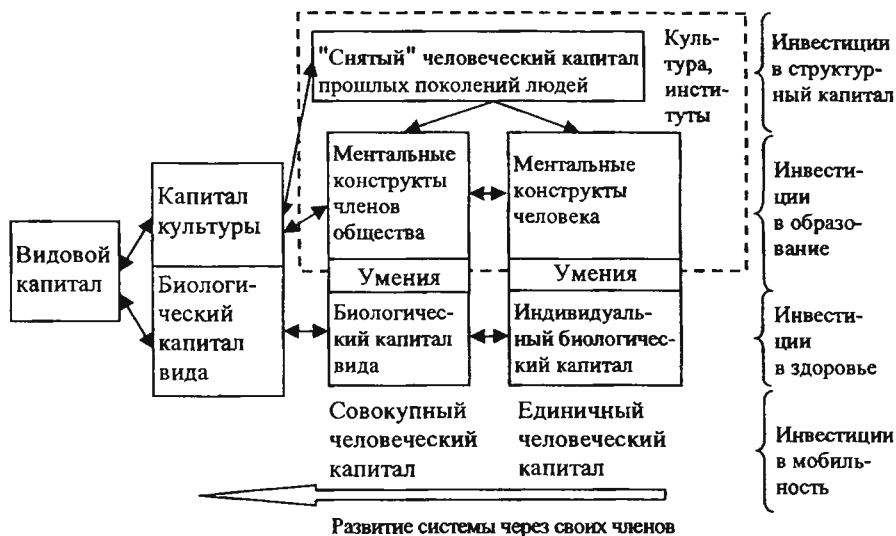 "Снятый" человеческий капитал
прошлых поколений людей
Куль-
тура,
инсти-
туты
Инвестиции
в структур-
ный капитал
Видовой
капитал
Капитал
культуры
Биологи-
ческий
капитал
вида
Ментальные
конструкты
членов
общества
Умения
Биологичес-
кий капитал
вида
Ментальные
конструкты
человека
Умения
Индивидуаль-
ный биологи-
ческий капитал
Инвести-
ции
в образо-
вание
Инвести-
ции
в здоровье
Совокупный
человеческий
капитал
Единичный
человеческий
капитал
Инвестиции
в мобиль-
ность
Развитие системы через своих членов